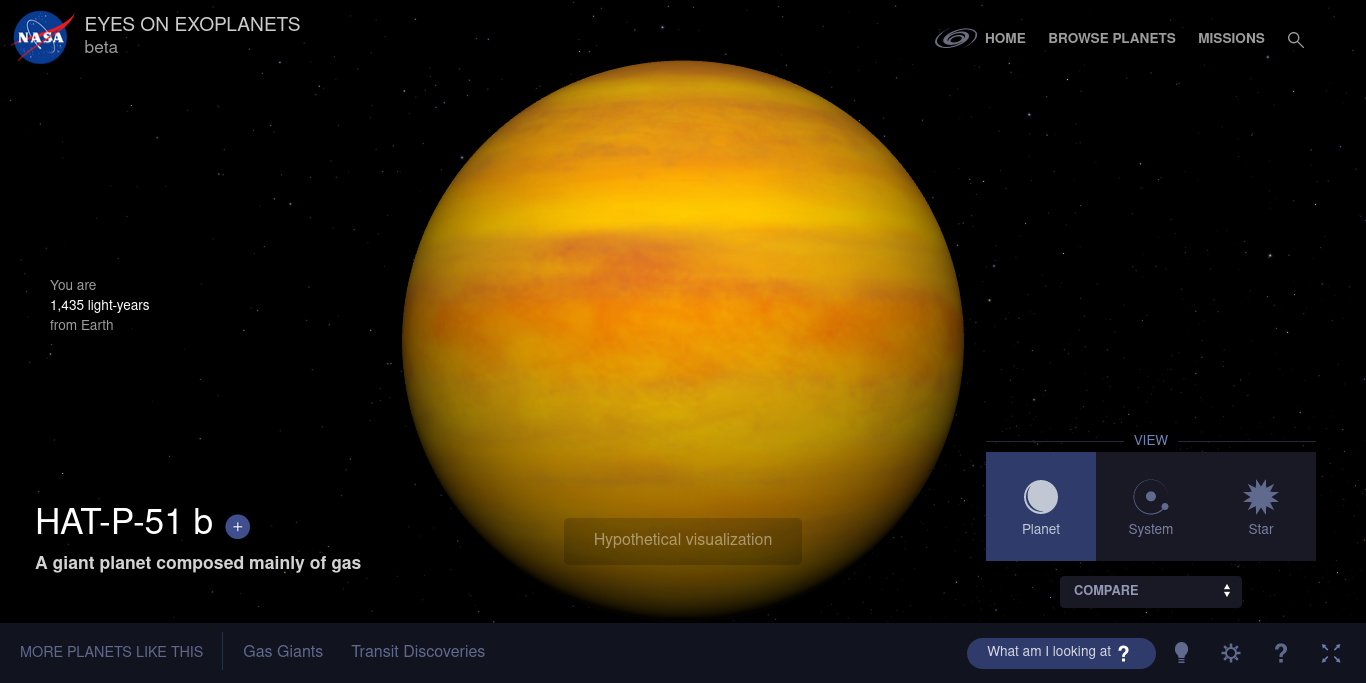 NASA
EYES ON EXOPLANETS
beta
HOME
BROWSE PLANETS
MISSIONS
You are
1,435 light-years
from Earth
VIEW
Planet
System
Star
COMPARE
HAT-P-51 b +
A giant planet composed mainly of gas
Hypothetical visualization
MORE PLANETS LIKE THIS
Gas Giants
Transit Discoveries
What am I looking at ?
?